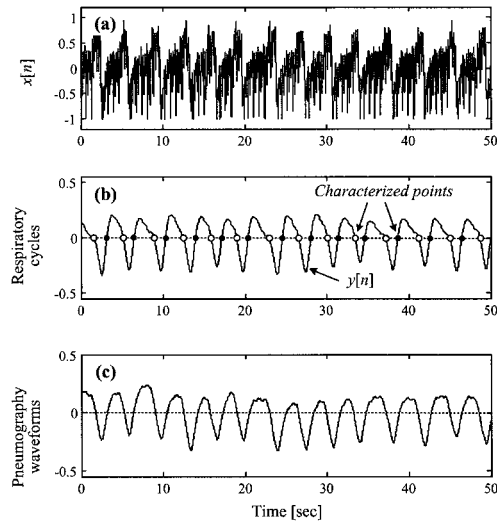 (a)
1
0.5
0
-0.5
-1
x[n]
0 10 20 30 40 50
(b)
0.5
0
-0.5
Respiratory
cycles
Characterized points
y[n]
0 10 20 30 40 50
(c)
0.5
0
-0.5
Pneumography
waveforms
0 10 20 30 40 50
Time [sec]